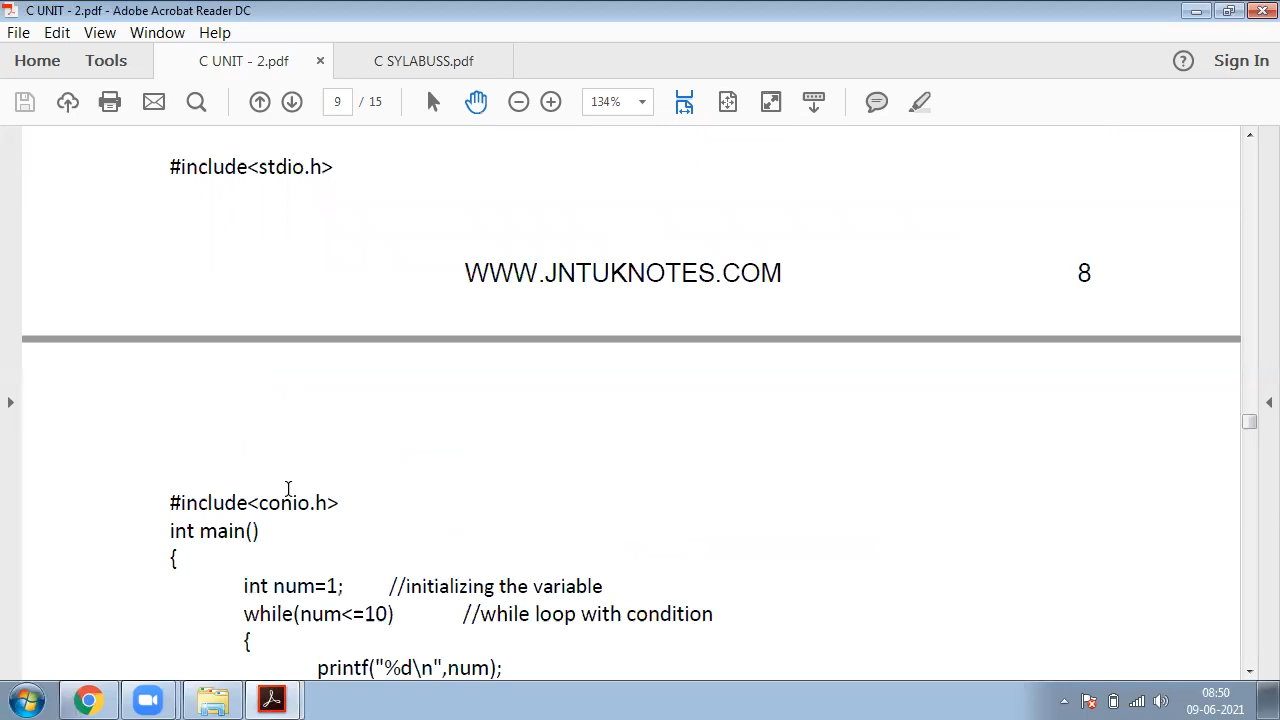 C UNIT - 2.pdf - Adobe Acrobat Reader DC
File Edit View Window Help
Home Tools C UNIT - 2.pdf × C SYLABUSS.pdf ? Sign In
9 / 15 134%
#include<stdio.h>
WWW.JNTUKNOTES.COM 8
#include<conio.h>
int main()
{
int num=1; //initializing the variable
while(num<=10) //while loop with condition
{
printf("%d\n",num);
08:50
09-06-2021